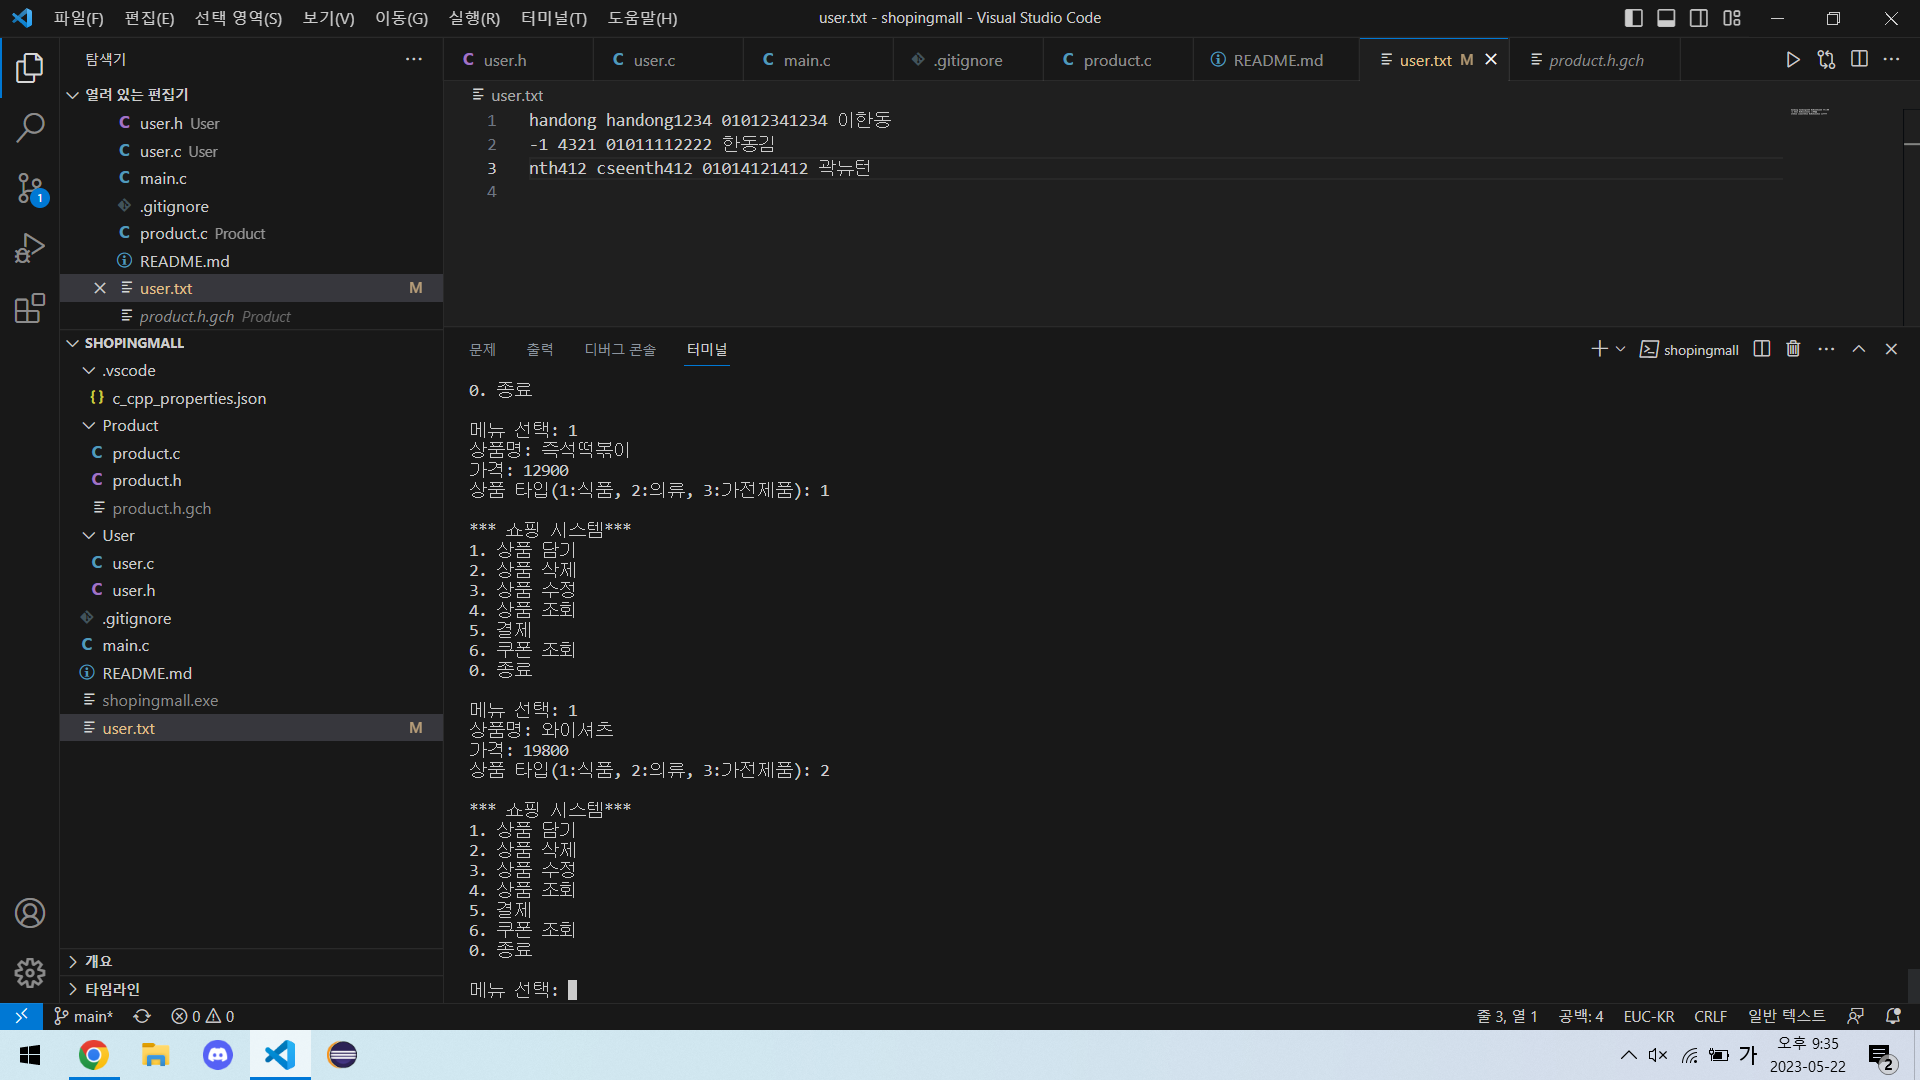 파일(F) 편집(E) 선택 영역(S) 보기(V) 이동(G) 실행(R) 터미널(T) 도움말(H) user.txt - shopingmall - Visual Studio Code
탐색기
열려 있는 편집기
user.h User
user.c User
main.c
.gitignore
product.c Product
README.md
user.txt M
product.h.gch Product
SHOPINGMALL
.vscode
c_cpp_properties.json
Product
product.c
product.h
product.h.gch
User
user.c
user.h
.gitignore
main.c
README.md
shopingmall.exe
user.txt M
개요
타임라인
user.h user.c main.c .gitignore product.c README.md user.txt M product.h.gch
user.txt
1 handong handong1234 01012341234 이한동
2 -1 4321 01011112222 한동김
3 nth412 cseenth412 01014121412 곽뉴턴
4
문제 출력 디버그 콘솔 터미널 shopingmall
0. 종료
메뉴 선택: 1
상품명: 즉석떡볶이
가격: 12900
상품 타입(1:식품, 2:의류, 3:가전제품): 1
*** 쇼핑 시스템***
1. 상품 담기
2. 상품 삭제
3. 상품 수정
4. 상품 조회
5. 결제
6. 쿠폰 조회
0. 종료
메뉴 선택: 1
상품명: 와이셔츠
가격: 19800
상품 타입(1:식품, 2:의류, 3:가전제품): 2
*** 쇼핑 시스템***
1. 상품 담기
2. 상품 삭제
3. 상품 수정
4. 상품 조회
5. 결제
6. 쿠폰 조회
0. 종료
메뉴 선택:
main* 0 0 줄 3, 열 1 공백: 4 EUC-KR CRLF 일반 텍스트
가 오후 9:35
2023-05-22 2